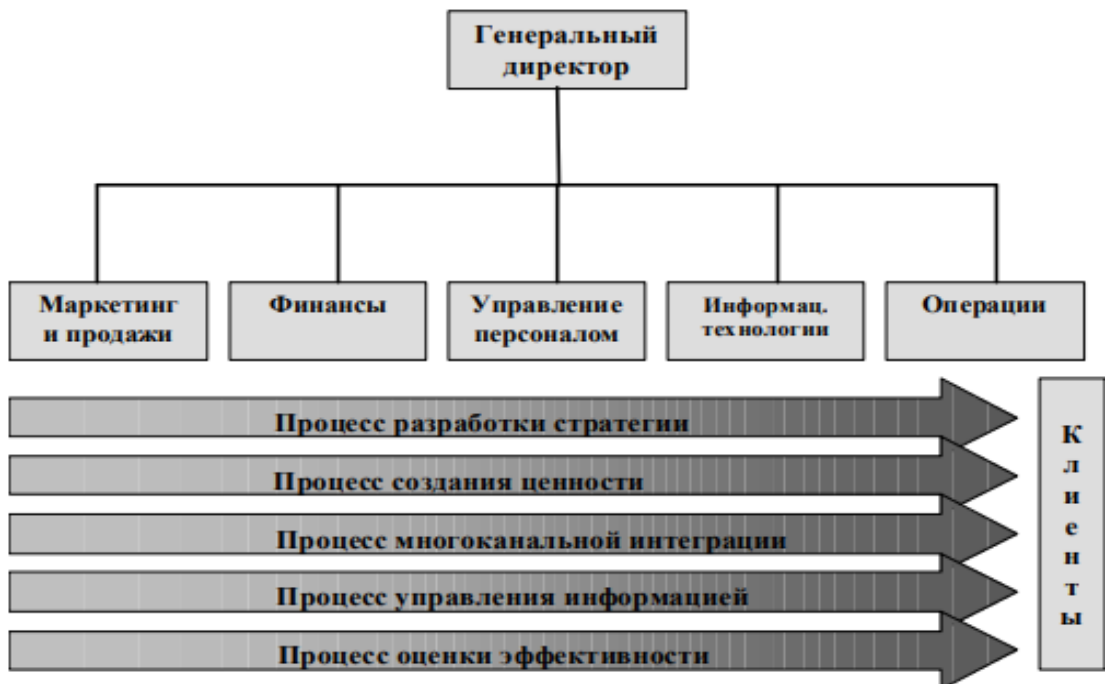 Генеральный
директор
Маркетинг
и продажи
Финансы
Управление
персоналом
Информац.
технологии
Операции
Процесс разработки стратегии
Процесс создания ценности
Процесс многоканальной интеграции
Процесс управления информацией
Процесс оценки эффективности
К
л
и
е
н
т
ы